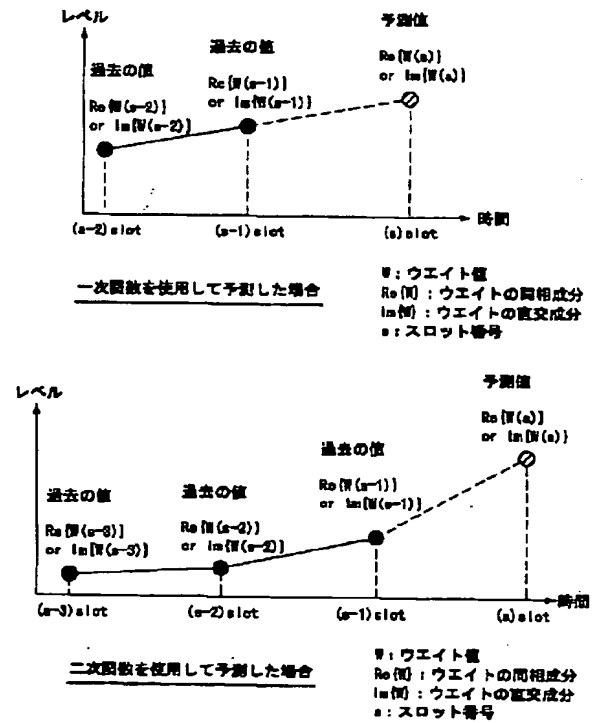 レベル
予測値
Re{W(s)}
or Im{W(s)}
過去の値
Re{W(s-1)}
or Im{W(s-1)}
過去の値
Re{W(s-2)}
or Im{W(s-2)}
(s-2)slot
(s-1)slot
(s)slot
時間
一次関数を使用して予測した場合
W：ウエイト値
Re{W}：ウエイトの同相成分
Im{W}：ウエイトの直交成分
s：スロット番号
レベル
予測値
Re{W(s)}
or Im{W(s)}
過去の値
Re{W(s-1)}
or Im{W(s-1)}
過去の値
Re{W(s-2)}
or Im{W(s-2)}
過去の値
Re{W(s-3)}
or Im{W(s-3)}
(s-3)slot
(s-2)slot
(s-1)slot
(s)slot
時間
二次関数を使用して予測した場合
W：ウエイト値
Re{W}：ウエイトの同相成分
Im{W}：ウエイトの直交成分
s：スロット番号